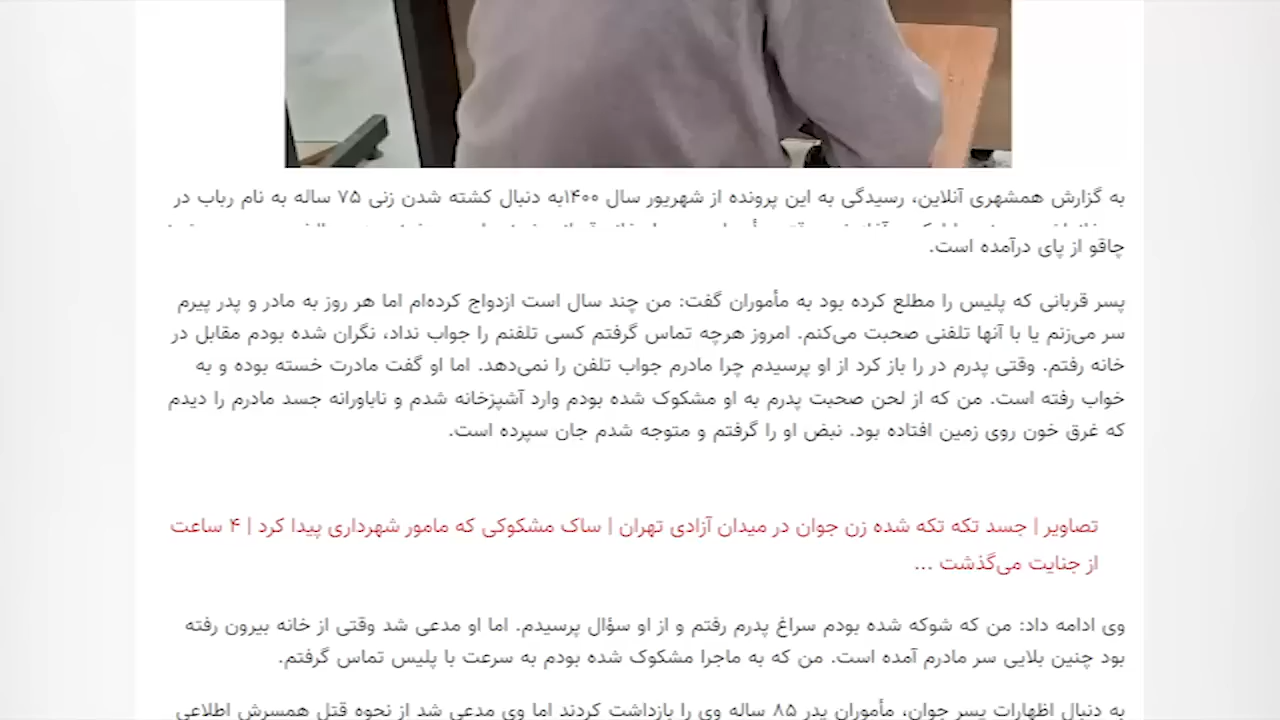 به گزارش همشهری آنلاین، رسیدگی به این پرونده از شهریور سال ۱۴۰۰به دنبال کشته شدن زنی ۷۵ ساله به نام رباب در
چاقو از پای درآمده است.
پسر قربانی که پلیس را مطلع کرده بود به مأموران گفت: من چند سال است ازدواج کرده‌ام اما هر روز به مادر و پدر پیرم
سر می‌زنم یا با آنها تلفنی صحبت می‌کنم. امروز هرچه تماس گرفتم کسی تلفنم را جواب نداد، نگران شده بودم مقابل در
خانه رفتم. وقتی پدرم در را باز کرد از او پرسیدم چرا مادرم جواب تلفن را نمی‌دهد. اما او گفت مادرت خسته بوده و به
خواب رفته است. من که از لحن صحبت پدرم به او مشکوک شده بودم وارد آشپزخانه شدم و ناباورانه جسد مادرم را دیدم
که غرق خون روی زمین افتاده بود. نبض او را گرفتم و متوجه شدم جان سپرده است.
تصاویر | جسد تکه تکه شده زن جوان در میدان آزادی تهران | ساک مشکوکی که مامور شهرداری پیدا کرد | ۴ ساعت
از جنایت می‌گذشت ...
وی ادامه داد: من که شوکه شده بودم سراغ پدرم رفتم و از او سؤال پرسیدم. اما او مدعی شد وقتی از خانه بیرون رفته
بود چنین بلایی سر مادرم آمده است. من که به ماجرا مشکوک شده بودم به سرعت با پلیس تماس گرفتم.
به دنبال اظهارات پسر جوان، مأموران پدر ۸۵ ساله وی را بازداشت کردند اما وی مدعی شد از نحوه قتل همسرش اطلاعی